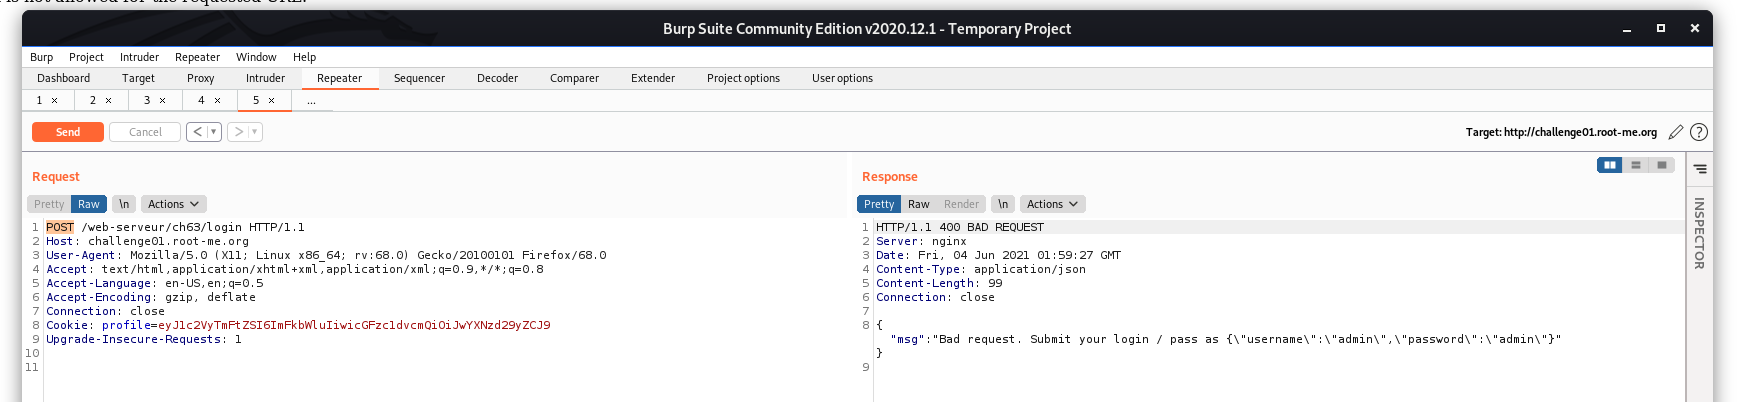 is not allowed for the requested URL.
Burp Suite Community Edition v2020.12.1 - Temporary Project
Burp Project Intruder Repeater Window Help
Dashboard Target Proxy Intruder Repeater Sequencer Decoder Comparer Extender Project options User options
1 × 2 × 3 × 4 × 5 × ...
Send Cancel < > Target: http://challenge01.root-me.org ?
Request
Pretty Raw \n Actions
1 POST /web-serveur/ch63/login HTTP/1.1
2 Host: challenge01.root-me.org
3 User-Agent: Mozilla/5.0 (X11; Linux x86_64; rv:68.0) Gecko/20100101 Firefox/68.0
4 Accept: text/html,application/xhtml+xml,application/xml;q=0.9,*/*;q=0.8
5 Accept-Language: en-US,en;q=0.5
6 Accept-Encoding: gzip, deflate
7 Connection: close
8 Cookie: profile=eyJ1c2VyTmFtZSI6ImFkbWluIiwicGFzc1dvcmQiOiJwYXNzd29yZCJ9
9 Upgrade-Insecure-Requests: 1
10
11
Response
Pretty Raw Render \n Actions
1 HTTP/1.1 400 BAD REQUEST
2 Server: nginx
3 Date: Fri, 04 Jun 2021 01:59:27 GMT
4 Content-Type: application/json
5 Content-Length: 99
6 Connection: close
7
8 {
"msg":"Bad request. Submit your login / pass as {\"username\":\"admin\",\"password\":\"admin\"}"
}
9
INSPECTOR